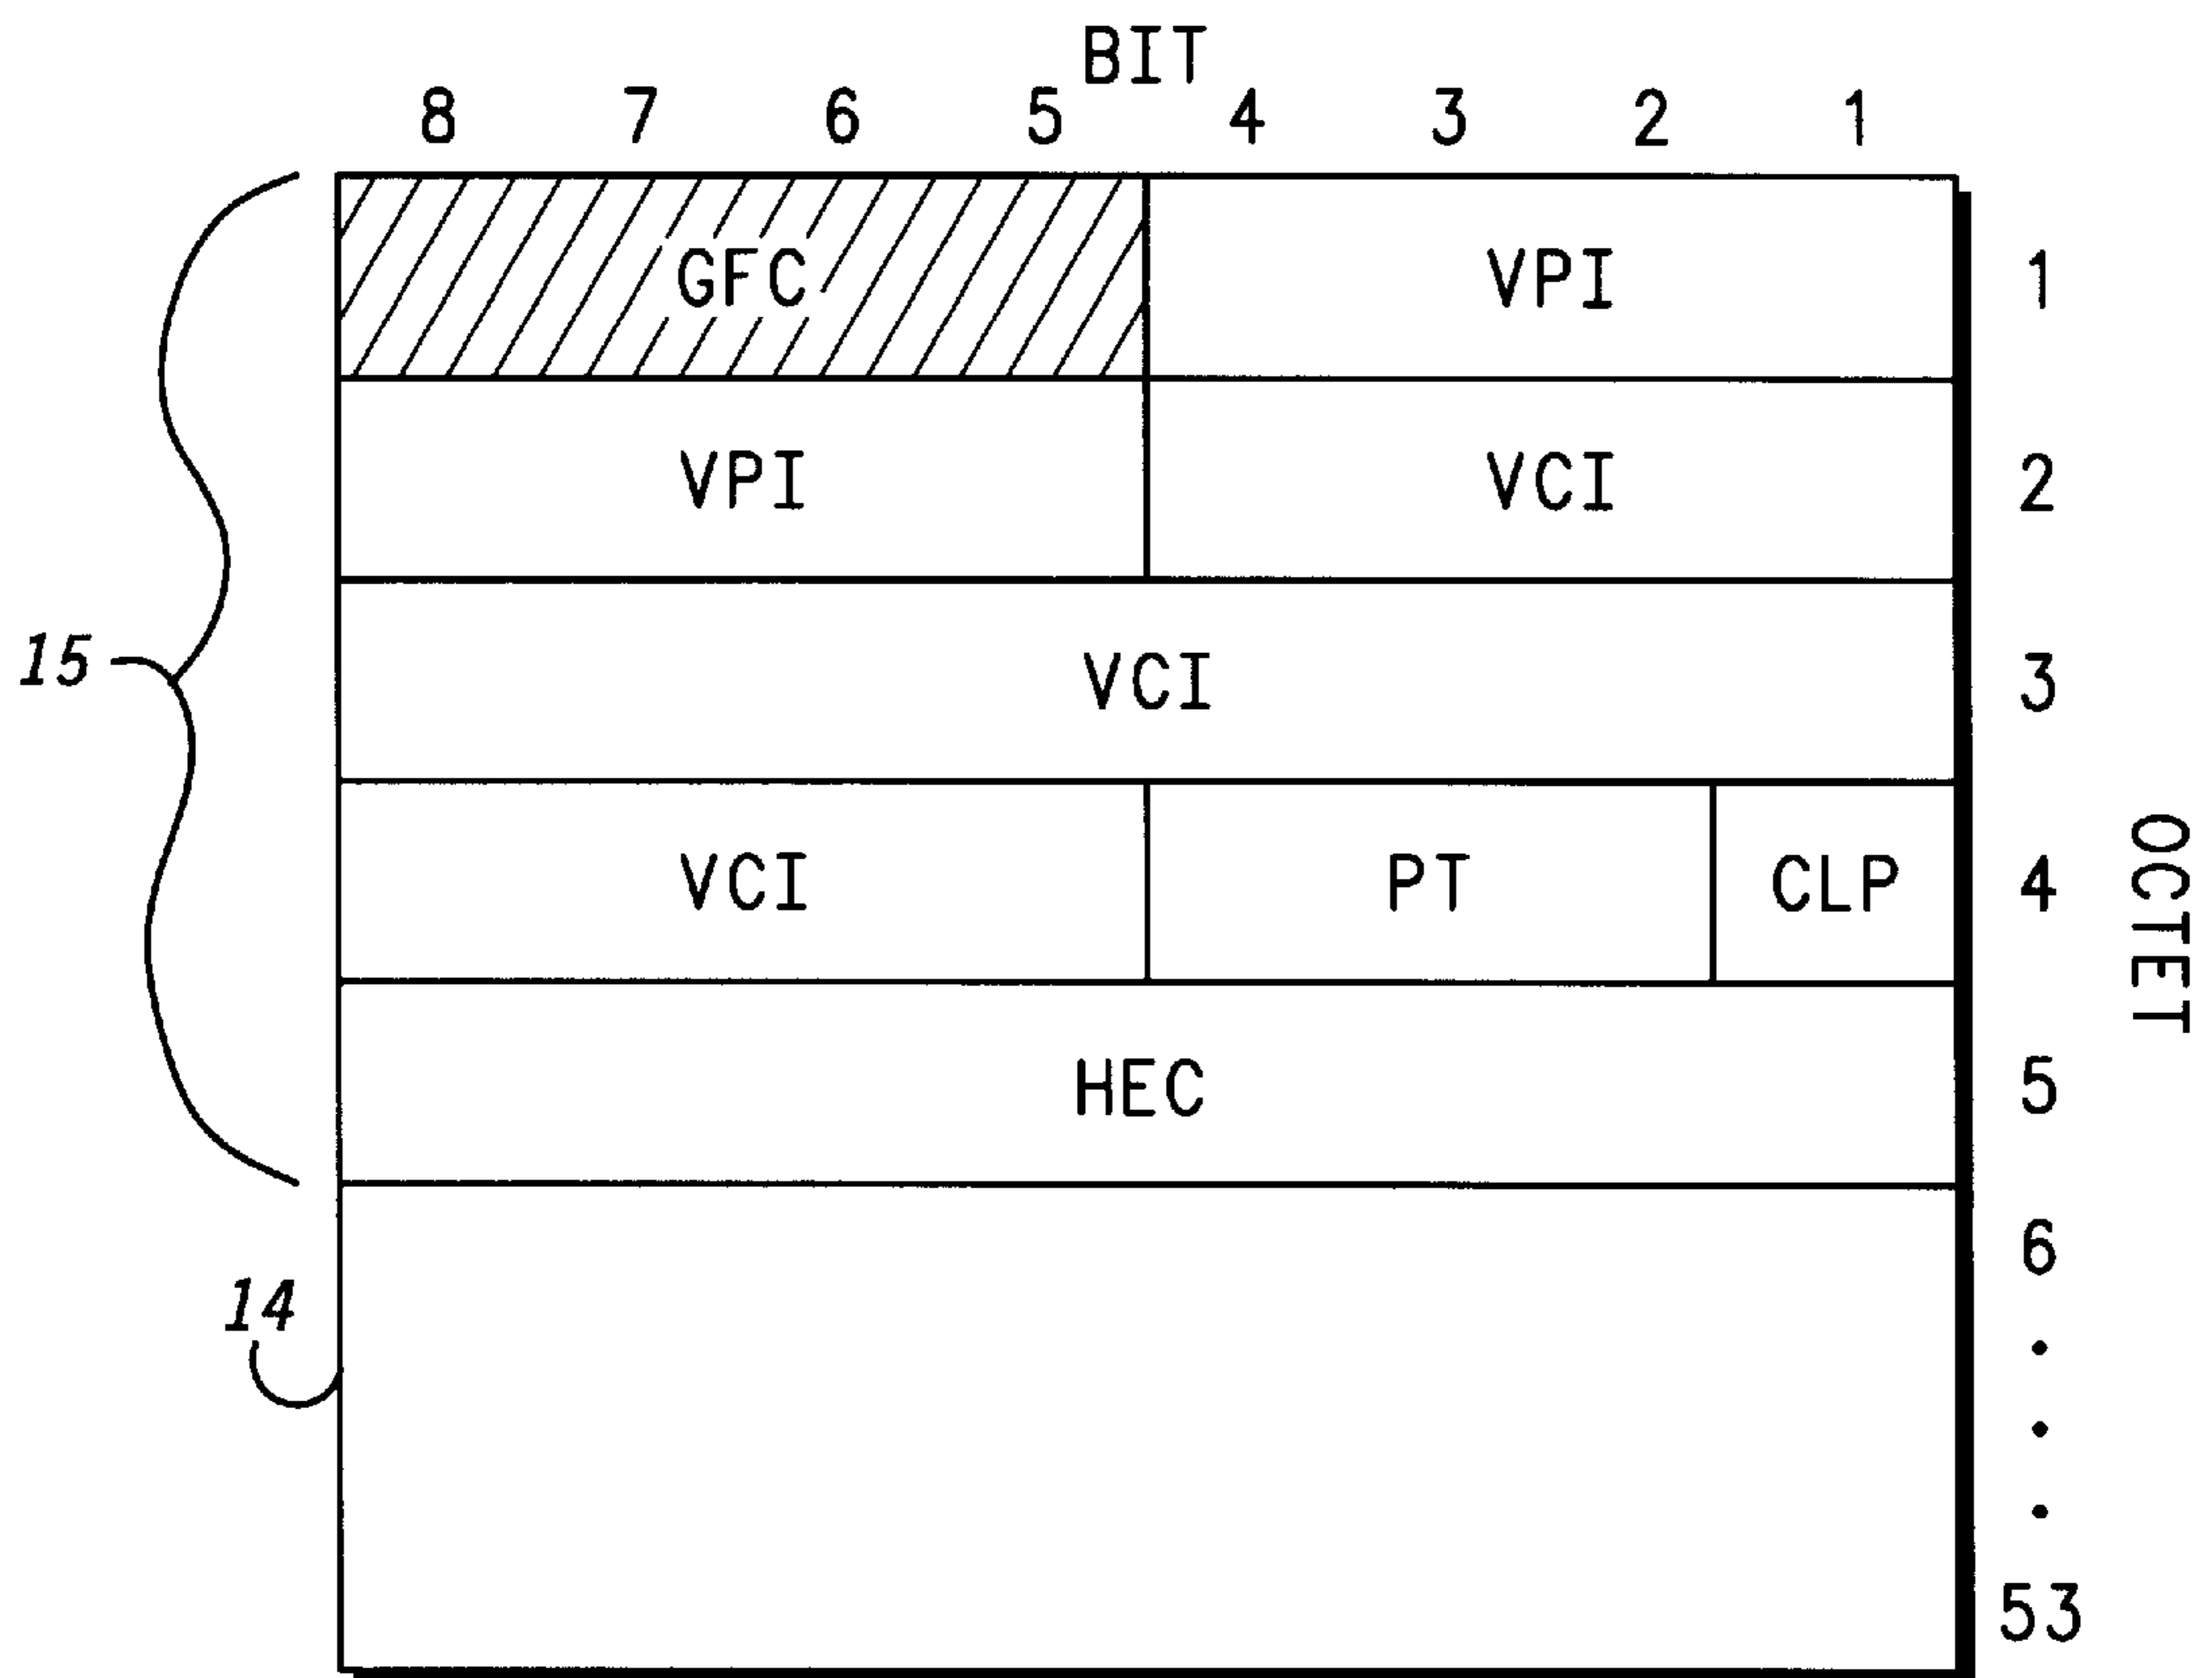 BIT
8 7 6 5 4 3 2 1
GFC VPI 1
VPI VCI 2
15 VCI 3
VCI PT CLP 4
OCTET
HEC 5
6
14
.
.
.
53